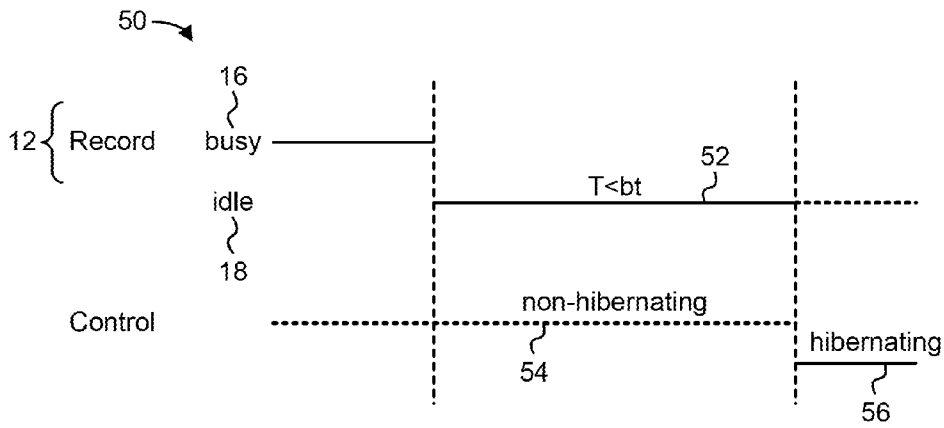 50
16
12 Record busy
52
T<bt
idle
18
non-hibernating
Control
hibernating
54
56